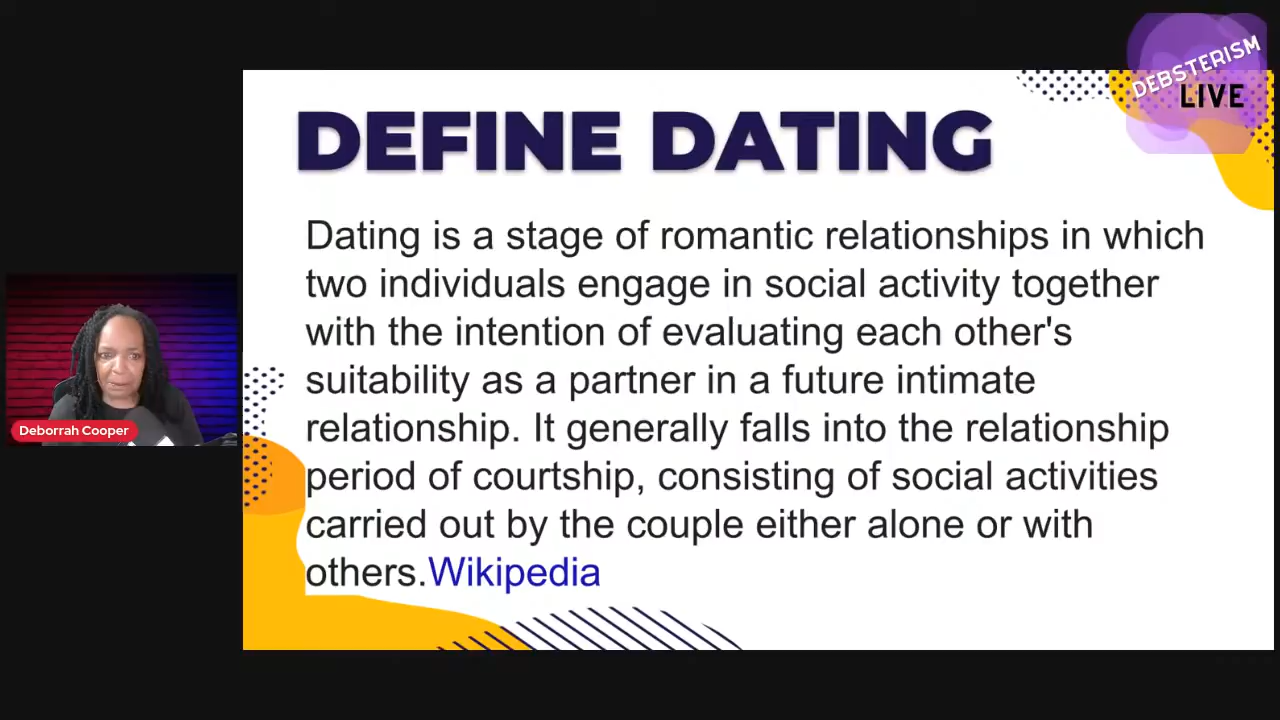 DEBSTERISM
LIVE
DEFINE DATING
Dating is a stage of romantic relationships in which
two individuals engage in social activity together
with the intention of evaluating each other's
suitability as a partner in a future intimate
relationship. It generally falls into the relationship
period of courtship, consisting of social activities
carried out by the couple either alone or with
others.Wikipedia
Deborrah Cooper